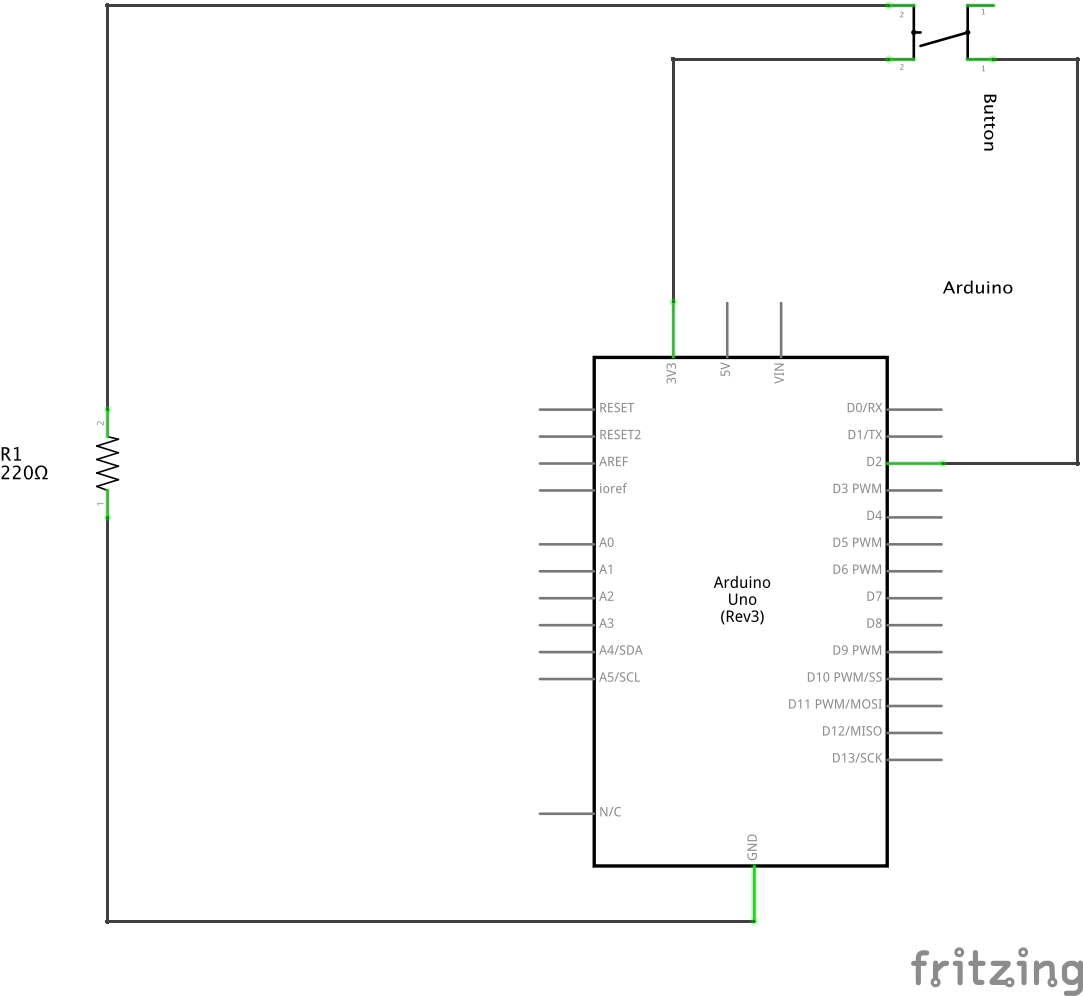 2
1
2
1
Button
Arduino
3V3
5V
VIN
RESET
D0/RX
RESET2
D1/TX
AREF
D2
ioref
D3 PWM
D4
A0
D5 PWM
A1
D6 PWM
A2
D7
A3
D8
A4/SDA
D9 PWM
A5/SCL
D10 PWM/SS
D11 PWM/MOSI
D12/MISO
D13/SCK
N/C
GND
Arduino
Uno
(Rev3)
2
R1
220Ω
1
fritzing